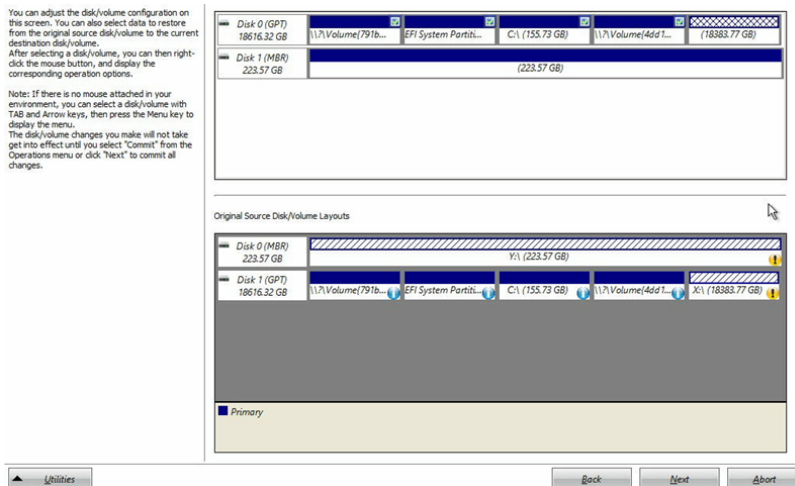 You can adjust the disk/volume configuration on
this screen. You can also select data to restore
from the original source disk/volume to the current
destination disk/volume.
After selecting a disk/volume, you can then right-
click the mouse button, and display the
corresponding operation options.
Note: If there is no mouse attached in your
environment, you can select a disk/volume with
TAB and Arrow keys, then press the Menu key to
display the menu.
The disk/volume changes you make will not take
get into effect until you select "Commit" from the
Operations menu or click "Next" to commit all
changes.
Disk 0 (GPT)
18616.32 GB
\\?\Volume{791b... EFI System Partiti... C:\ (155.73 GB) \\?\Volume{4dd1... (18383.77 GB)
Disk 1 (MBR)
223.57 GB
(223.57 GB)
Original Source Disk/Volume Layouts
Disk 0 (MBR)
223.57 GB
Y:\ (223.57 GB)
Disk 1 (GPT)
18616.32 GB
\\?\Volume{791b... EFI System Partiti... C:\ (155.73 GB) \\?\Volume{4dd1... X:\ (18383.77 GB)
Primary
Utilities Back Next Abort